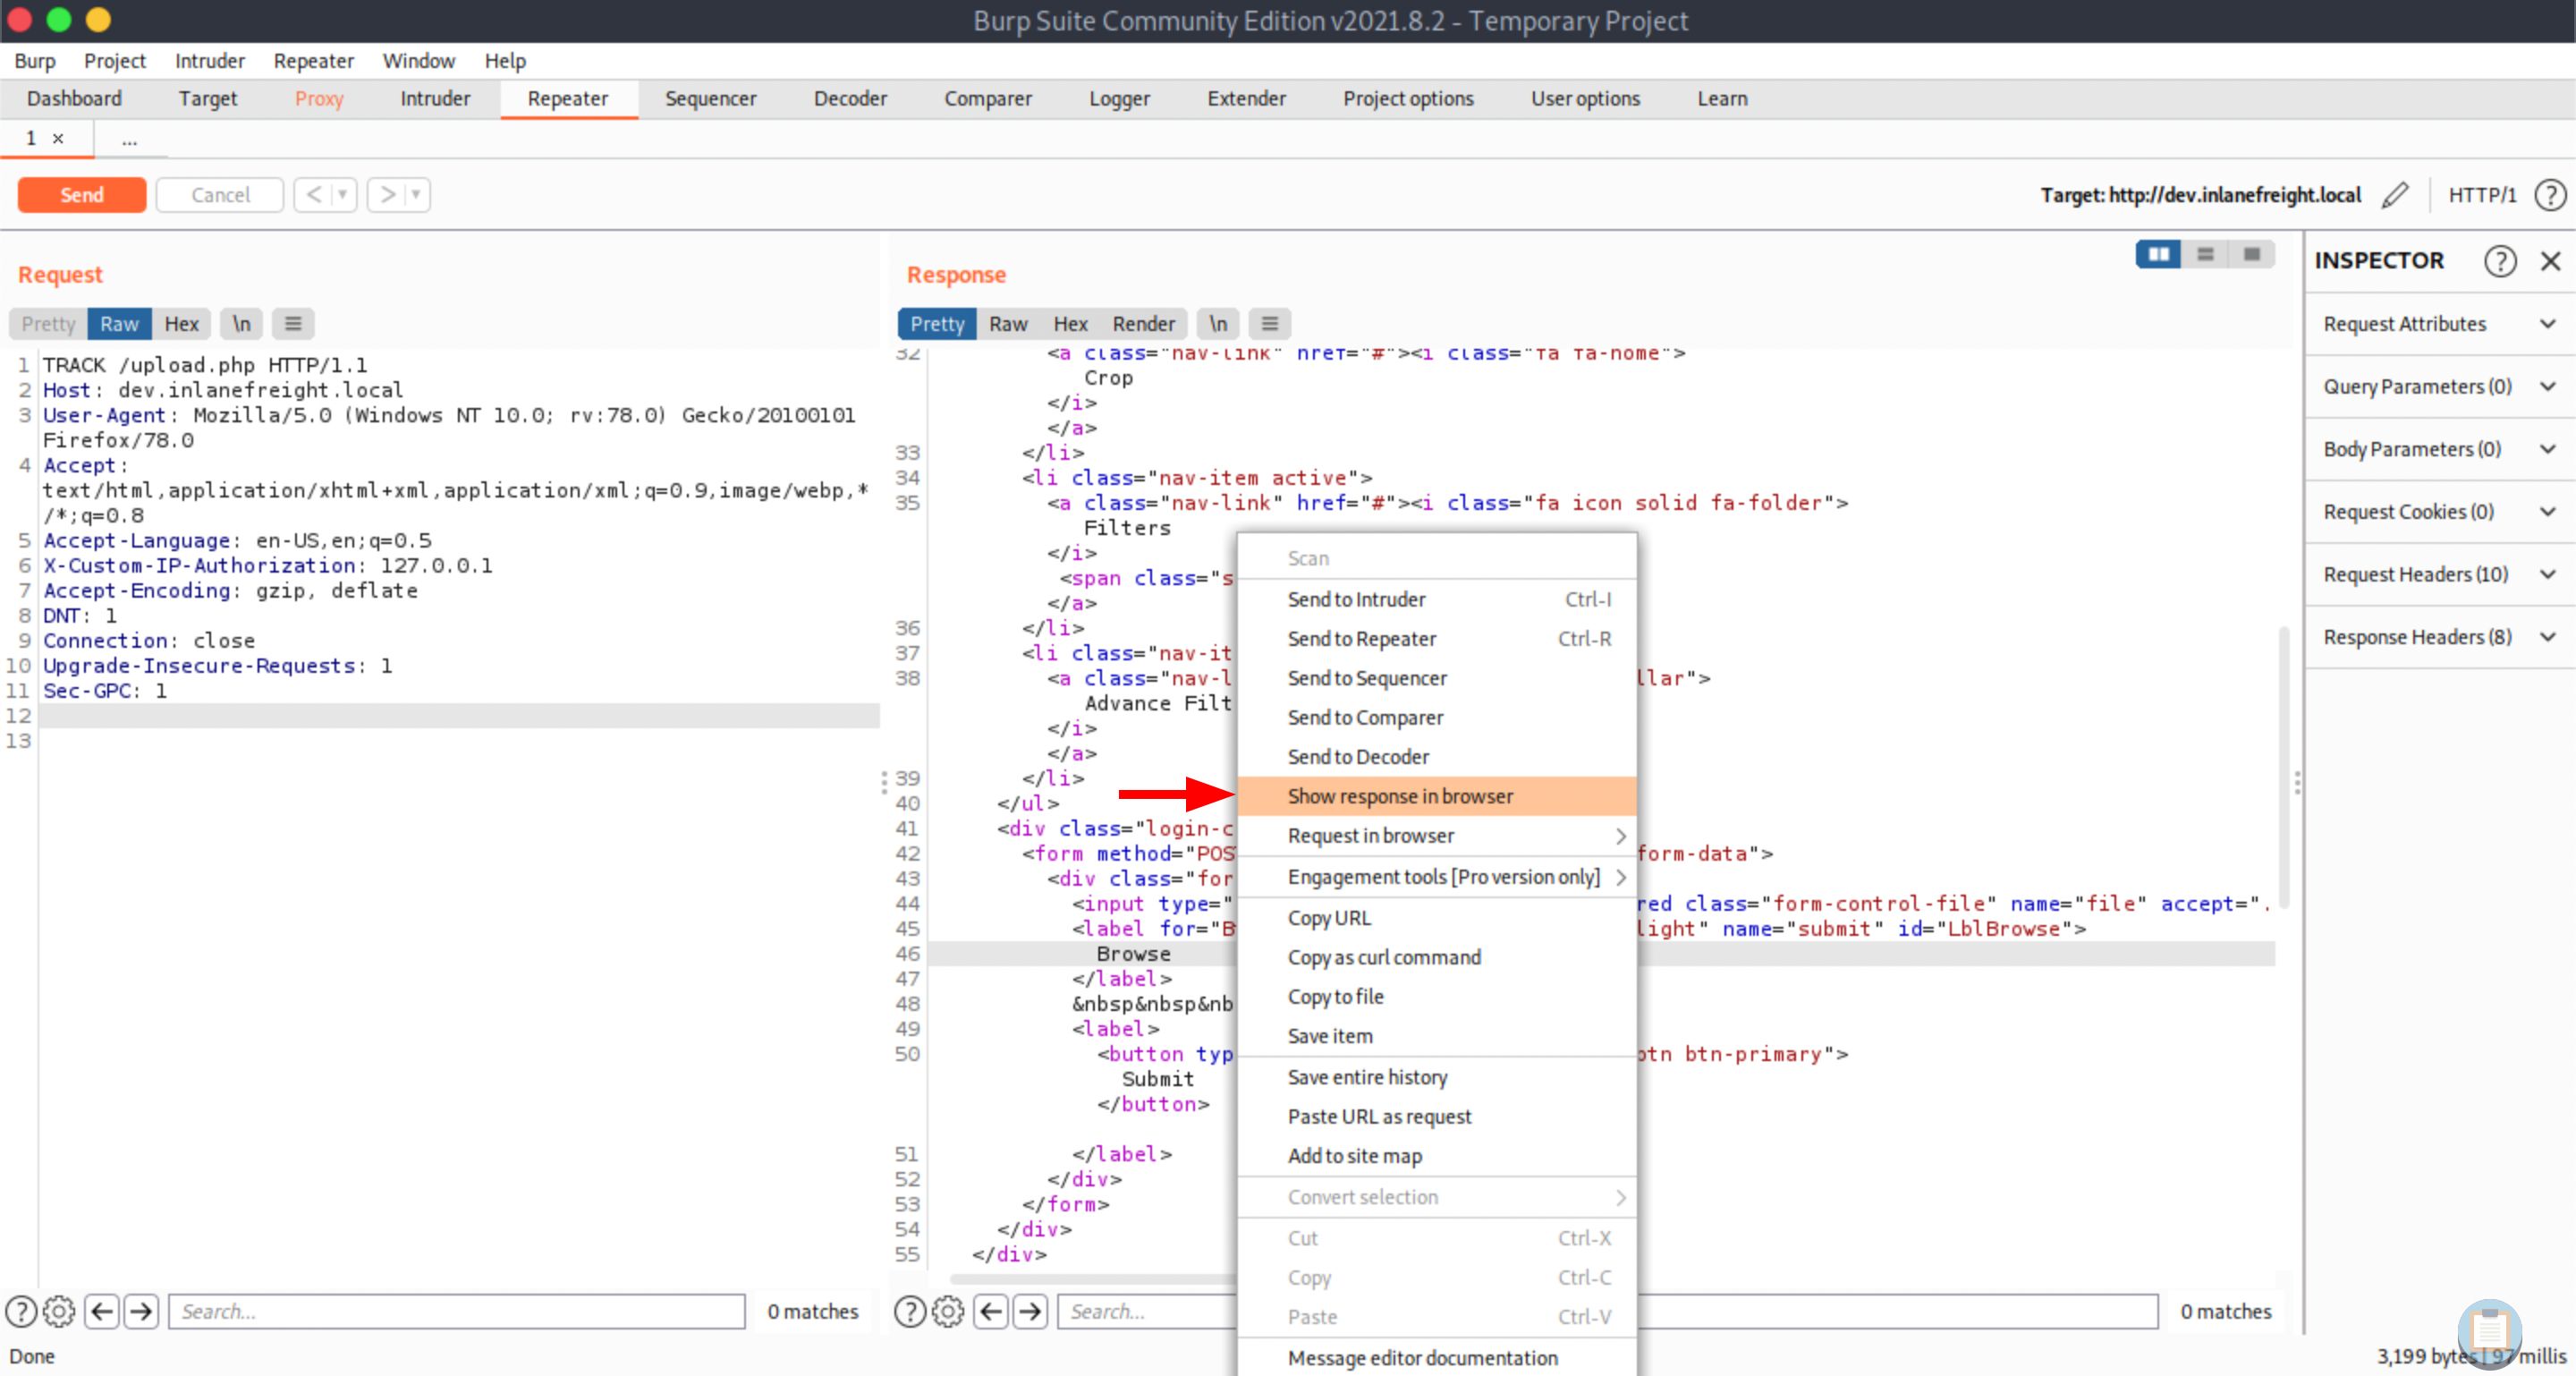 Burp Suite Community Edition v2021.8.2 - Temporary Project
Burp Project Intruder Repeater Window Help
Dashboard Target Proxy Intruder Repeater Sequencer Decoder Comparer Logger Extender Project options User options Learn
1 × ...
Send Cancel < > Target: http://dev.inlanefreight.local HTTP/1 ?
Request
Pretty Raw Hex \n
1 TRACK /upload.php HTTP/1.1
2 Host: dev.inlanefreight.local
3 User-Agent: Mozilla/5.0 (Windows NT 10.0; rv:78.0) Gecko/20100101
Firefox/78.0
4 Accept:
text/html,application/xhtml+xml,application/xml;q=0.9,image/webp,*
/*;q=0.8
5 Accept-Language: en-US,en;q=0.5
6 X-Custom-IP-Authorization: 127.0.0.1
7 Accept-Encoding: gzip, deflate
8 DNT: 1
9 Connection: close
10 Upgrade-Insecure-Requests: 1
11 Sec-GPC: 1
12
13
? Search... 0 matches
Response
Pretty Raw Hex Render \n
32 <a class="nav-link" href="#"><i class="fa fa-home">
Crop
</i>
</a>
33 </li>
34 <li class="nav-item active">
35 <a class="nav-link" href="#"><i class="fa icon solid fa-folder">
Filters
</i>
<span class="s
</a>
36 </li>
37 <li class="nav-it
38 <a class="nav-l llar">
Advance Filt
</i>
</a>
39 </li>
40 </ul>
41 <div class="login-c
42 <form method="POS form-data">
43 <div class="for
44 <input type=" red class="form-control-file" name="file" accept=".
45 <label for="B light" name="submit" id="LblBrowse">
46 Browse
47 </label>
48 &nbsp&nbsp&nb
49 <label>
50 <button typ btn btn-primary">
Submit
</button>
51 </label>
52 </div>
53 </form>
54 </div>
55 </div>
? Search... 0 matches
Scan
Send to Intruder Ctrl-I
Send to Repeater Ctrl-R
Send to Sequencer
Send to Comparer
Send to Decoder
Show response in browser
Request in browser
Engagement tools [Pro version only]
Copy URL
Copy as curl command
Copy to file
Save item
Save entire history
Paste URL as request
Add to site map
Convert selection
Cut Ctrl-X
Copy Ctrl-C
Paste Ctrl-V
Message editor documentation
INSPECTOR ?
Request Attributes
Query Parameters (0)
Body Parameters (0)
Request Cookies (0)
Request Headers (10)
Response Headers (8)
Done
3,199 bytes | 97 millis